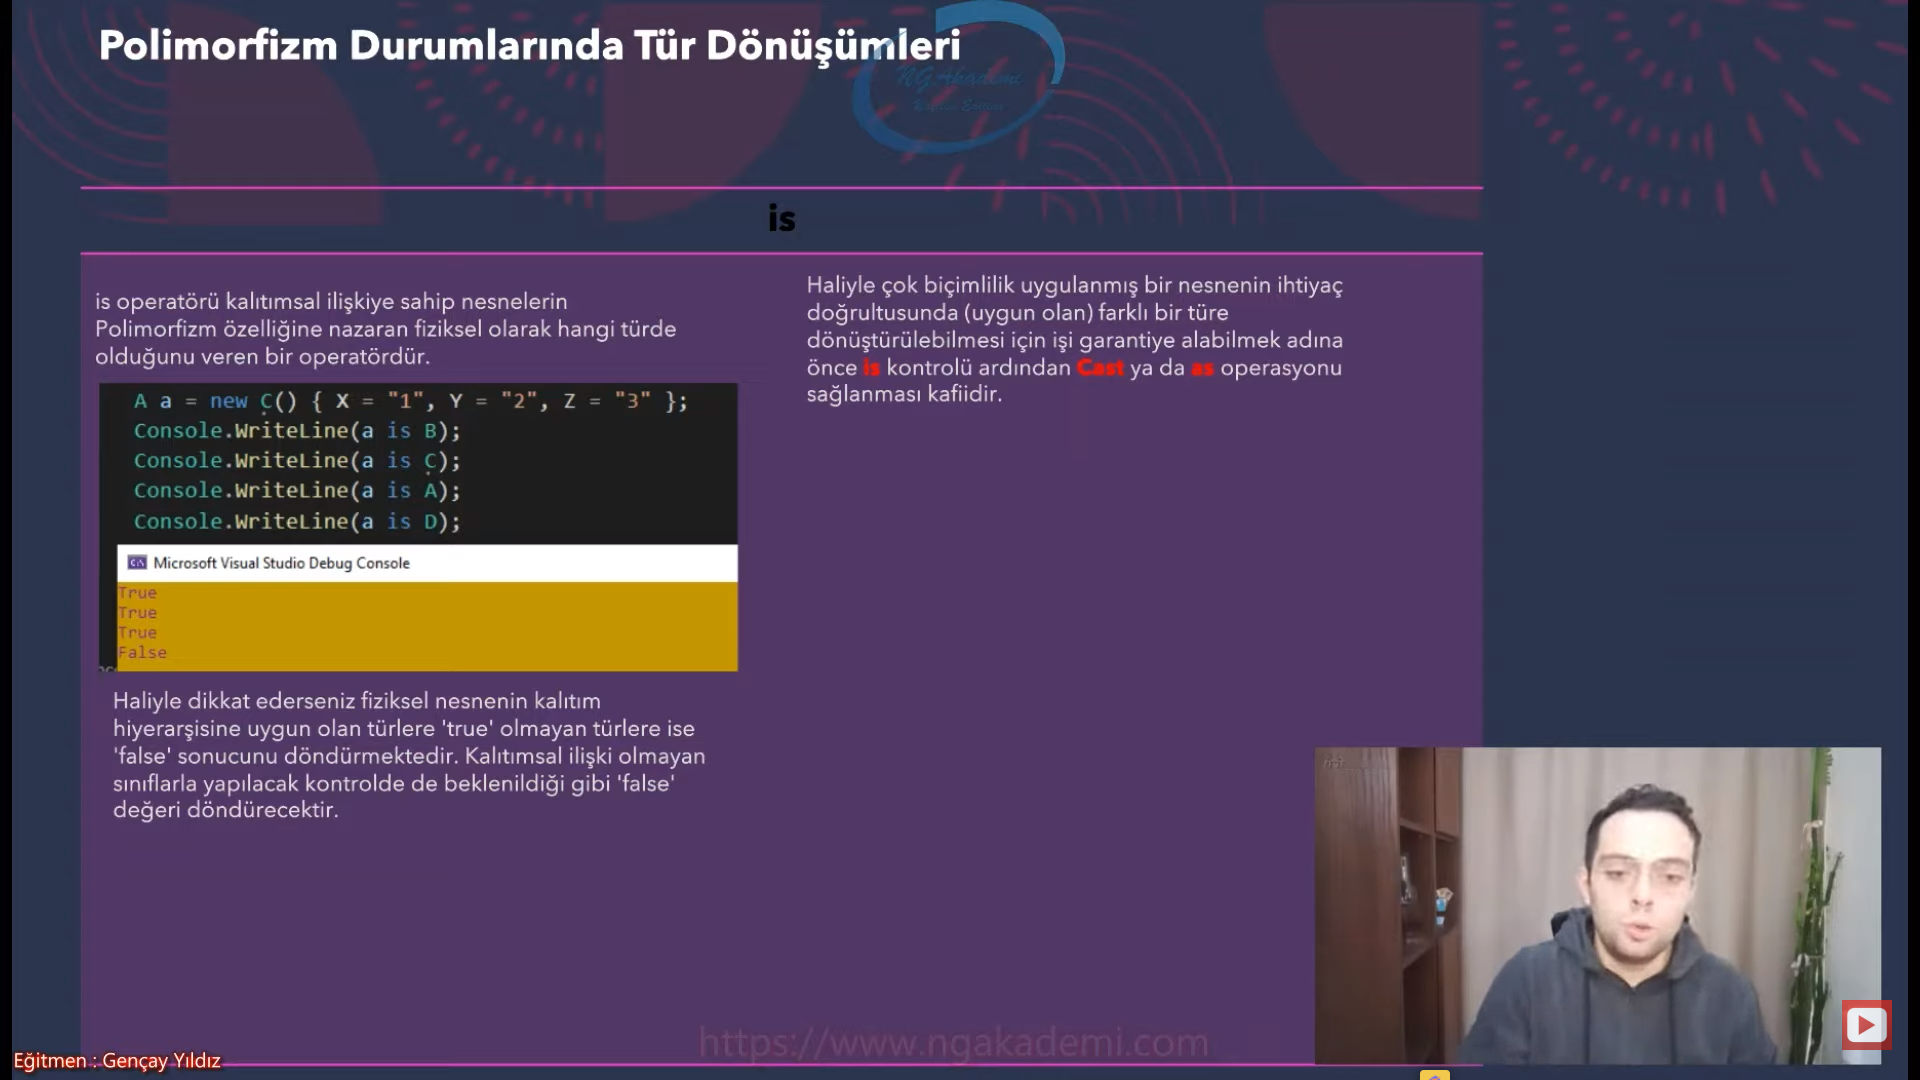 Polimorfizm Durumlarında Tür Dönüşümleri
NG Akademi
is
is operatörü kalıtımsal ilişkiye sahip nesnelerin
Polimorfizm özelliğine nazaran fiziksel olarak hangi türde
olduğunu veren bir operatördür.
A a = new C() { X = "1", Y = "2", Z = "3" };
Console.WriteLine(a is B);
Console.WriteLine(a is C);
Console.WriteLine(a is A);
Console.WriteLine(a is D);
Microsoft Visual Studio Debug Console
True
True
True
False
Haliyle dikkat ederseniz fiziksel nesnenin kalıtım
hiyerarşisine uygun olan türlere 'true' olmayan türlere ise
'false' sonucunu döndürmektedir. Kalıtımsal ilişki olmayan
sınıflarla yapılacak kontrolde de beklenildiği gibi 'false'
değeri döndürecektir.
Haliyle çok biçimlilik uygulanmış bir nesnenin ihtiyaç
doğrultusunda (uygun olan) farklı bir türe
dönüştürülebilmesi için işi garantiye alabilmek adına
önce is kontrolü ardından Cast ya da as operasyonu
sağlanması kafiidir.
https://www.ngakademi.com
Eğitmen : Gençay Yıldız